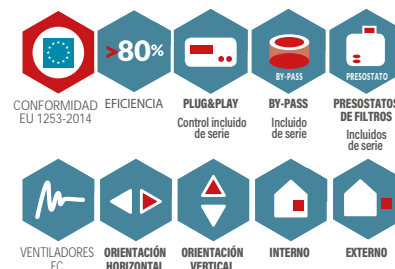 >80%
BY-PASS
PRESOSTATO
CONFORMIDAD
EU 1253-2014
EFICIENCIA
PLUG&PLAY
Control incluido
de serie
BY-PASS
Incluido
de serie
PRESOSTATOS
DE FILTROS
Incluidos
de serie
VENTILADORES
EC
ORIENTACIÓN
HORIZONTAL
ORIENTACIÓN
VERTICAL
INTERNO
EXTERNO